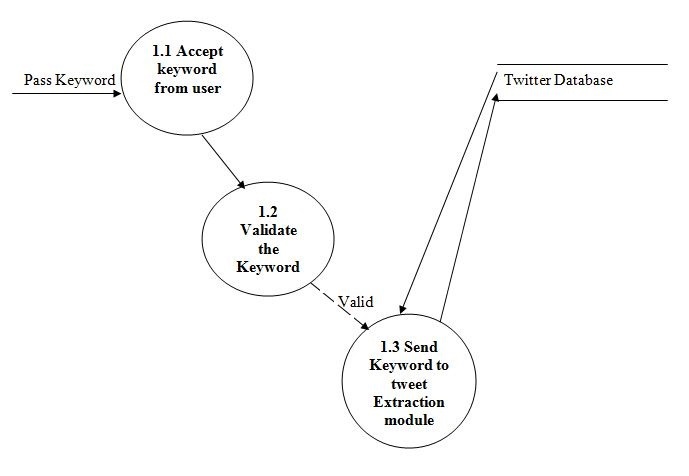 1.1 Accept
keyword
from user
Pass Keyword
Twitter Database
1.2
Validate
the
Keyword
Valid
1.3 Send
Keyword to
tweet
Extraction
module